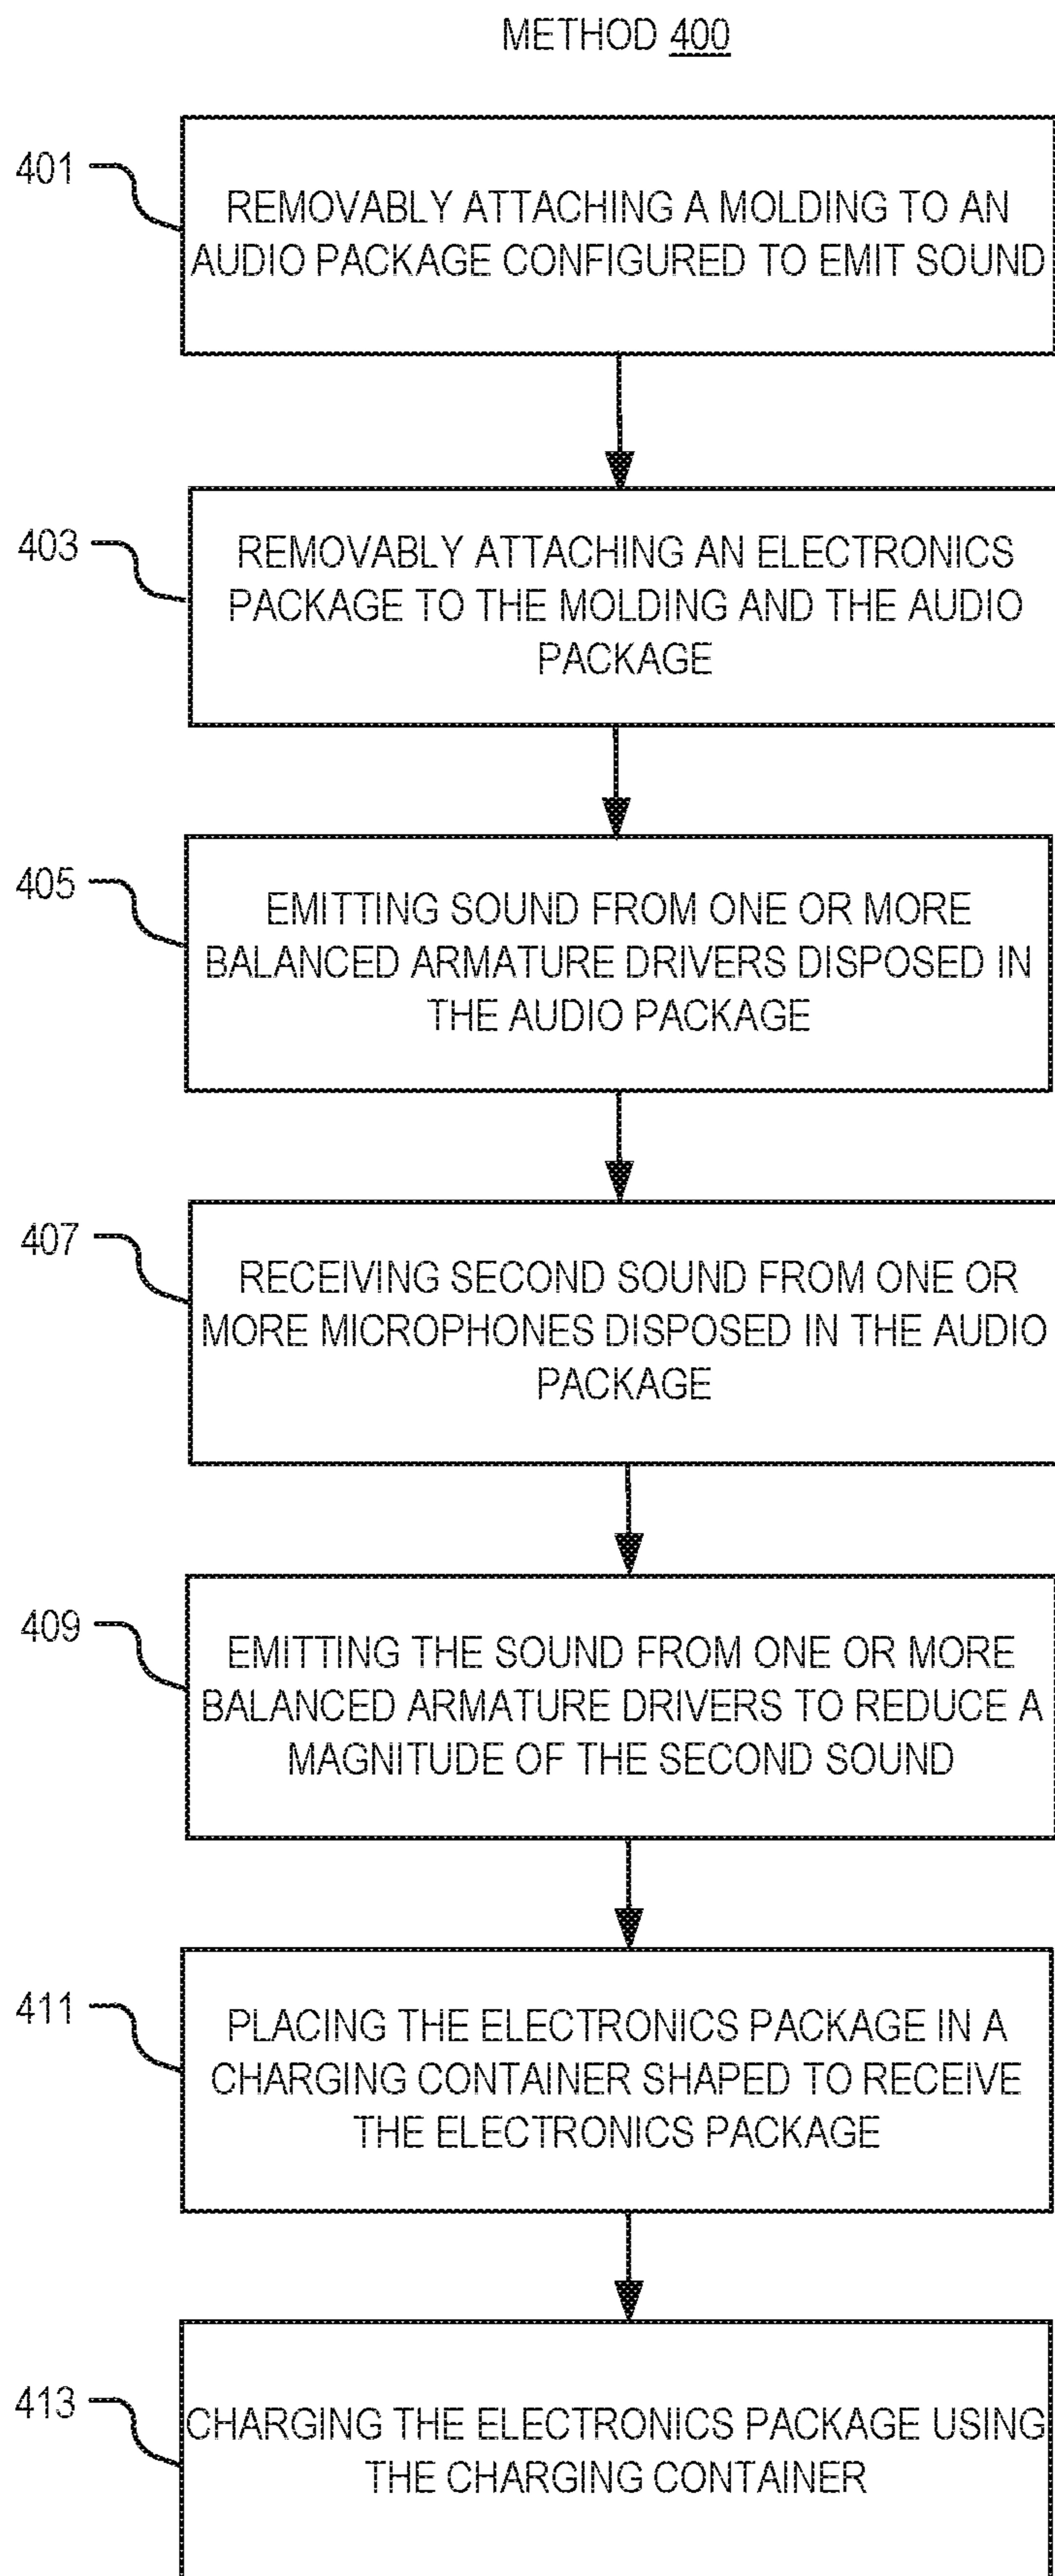 METHOD 400
401
REMOVABLY ATTACHING A MOLDING TO AN
AUDIO PACKAGE CONFIGURED TO EMIT SOUND
403
REMOVABLY ATTACHING AN ELECTRONICS
PACKAGE TO THE MOLDING AND THE AUDIO
PACKAGE
405
EMITTING SOUND FROM ONE OR MORE
BALANCED ARMATURE DRIVERS DISPOSED IN
THE AUDIO PACKAGE
407
RECEIVING SECOND SOUND FROM ONE OR
MORE MICROPHONES DISPOSED IN THE AUDIO
PACKAGE
409
EMITTING THE SOUND FROM ONE OR MORE
BALANCED ARMATURE DRIVERS TO REDUCE A
MAGNITUDE OF THE SECOND SOUND
411
PLACING THE ELECTRONICS PACKAGE IN A
CHARGING CONTAINER SHAPED TO RECEIVE
THE ELECTRONICS PACKAGE
413
CHARGING THE ELECTRONICS PACKAGE USING
THE CHARGING CONTAINER